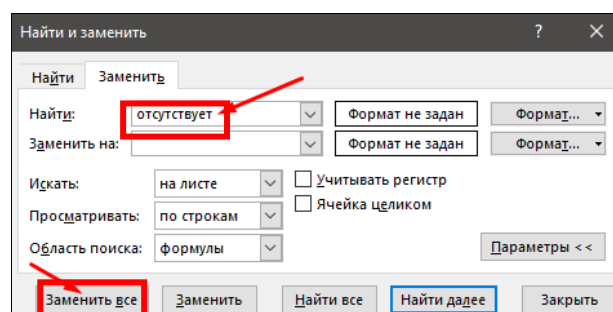 Найти и заменить ? ×
Найти Заменить
Найти: отсутствует Формат не задан Формат...
Заменить на: Формат не задан Формат...
Искать: на листе Учитывать регистр
Просматривать: по строкам Ячейка целиком
Область поиска: формулы Параметры <<
Заменить все Заменить Найти все Найти далее Закрыть